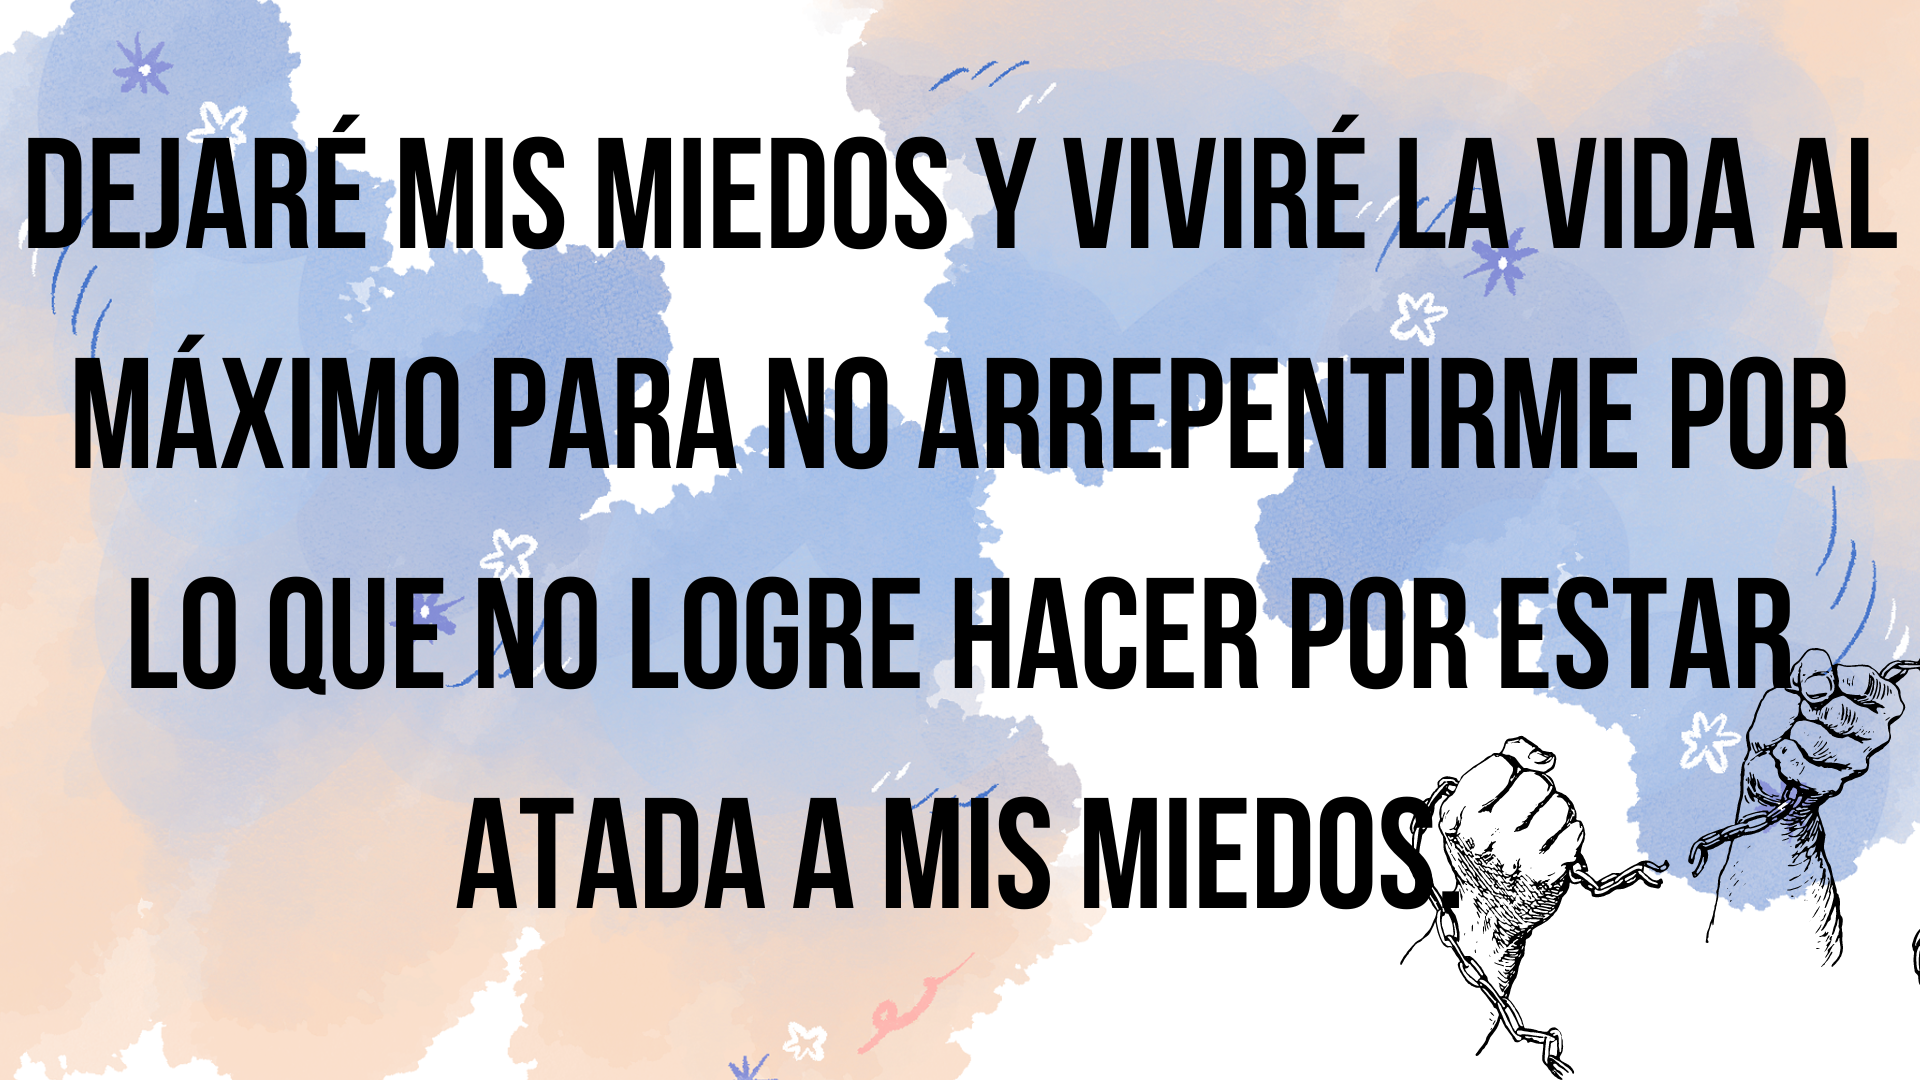 DEJARÉ MIS MIEDOS Y VIVIRÉ LA VIDA AL
MÁXIMO PARA NO ARREPENTIRME POR
LO QUE NO LOGRE HACER POR ESTAR
ATADA A MIS MIEDOS.